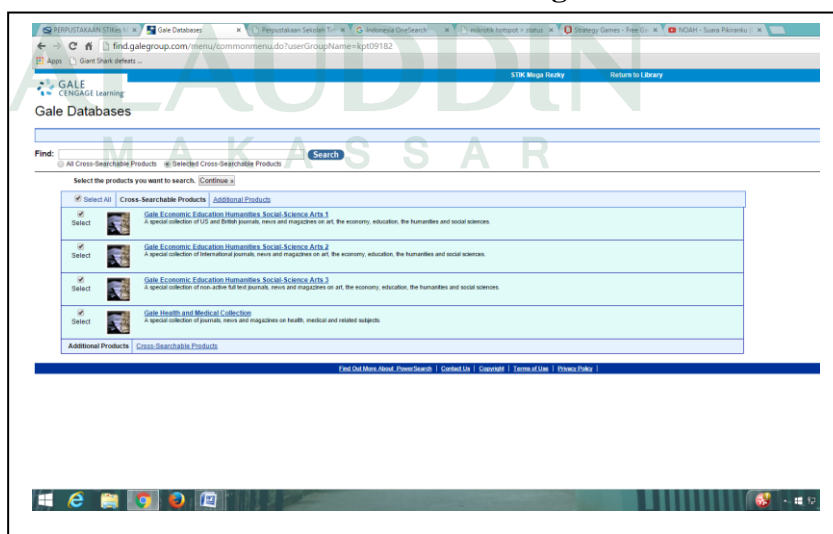 PERPUSTAKAAN STIKes M
Gale Databases
Perpustakaan Sekolah Tin
Indonesia OneSearch
mikrotik hotspot > status
Strategy Games - Free Ga
NOAH - Suara Pikiranku
find.galegroup.com/menu/commonmenu.do?userGroupName=kpt09182
Apps
Giant Shark defeats ...
STIK Mega Rezky
Return to Library
GALE
CENGAGE Learning
Gale Databases
ALAUDDIN
MAKASSAR
Find:
Search
All Cross-Searchable Products
Selected Cross-Searchable Products
Select the products you want to search.
Continue »
Select All
Cross-Searchable Products
Additional Products
Select
Gale Economic Education Humanities Social-Science Arts 1
A special collection of US and British journals, news and magazines on art, the economy, education, the humanities and social sciences.
Select
Gale Economic Education Humanities Social-Science Arts 2
A special collection of International journals, news and magazines on art, the economy, education, the humanities and social sciences.
Select
Gale Economic Education Humanities Social-Science Arts 3
A special collection of non-active full text journals, news and magazines on art, the economy, education, the humanities and social sciences.
Select
Gale Health and Medical Collection
A special collection of journals, news and magazines on health, medical and related subjects.
Additional Products
Cross-Searchable Products
Find Out More About PowerSearch | Contact Us | Copyright | Terms of Use | Privacy Policy |